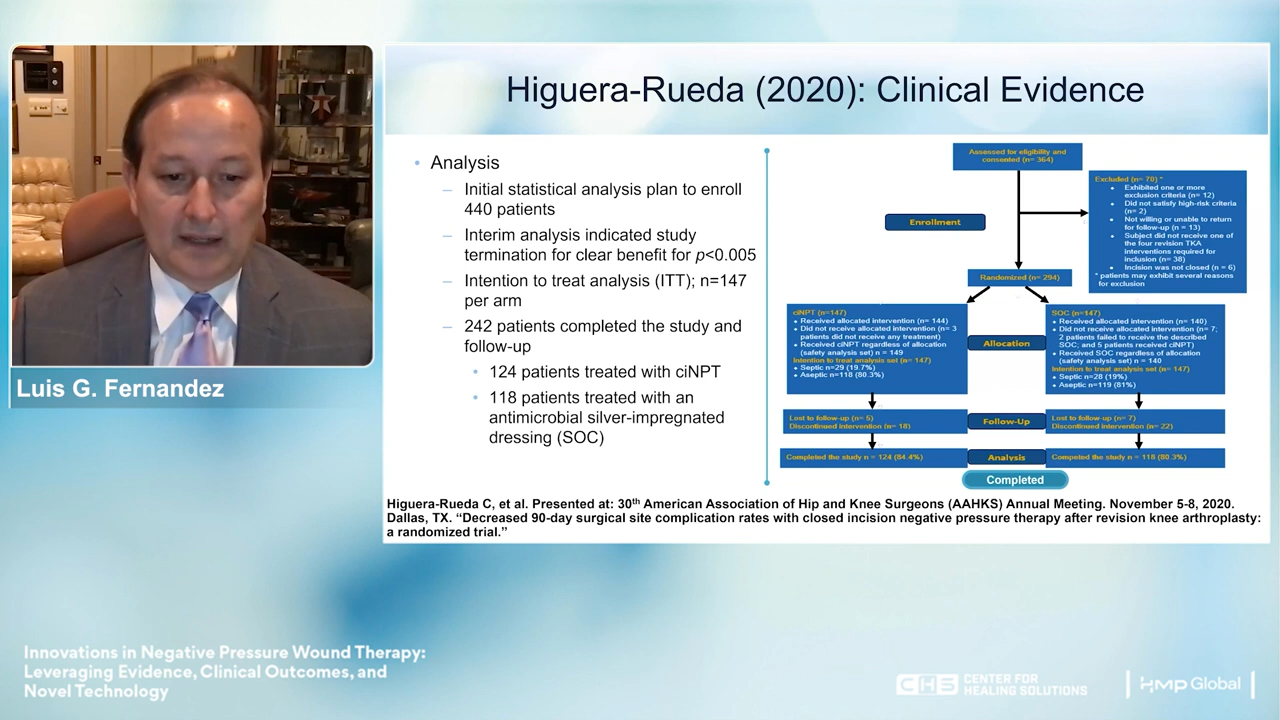 Higuera-Rueda (2020): Clinical Evidence
• Analysis
– Initial statistical analysis plan to enroll
440 patients
– Interim analysis indicated study
termination for clear benefit for p<0.005
– Intention to treat analysis (ITT); n=147
per arm
– 242 patients completed the study and
follow-up
• 124 patients treated with ciNPT
• 118 patients treated with an
antimicrobial silver-impregnated
dressing (SOC)
Assessed for eligibility and
consented (n= 364)
Excluded (n= 70) *
• Exhibited one or more
exclusion criteria (n= 12)
• Did not satisfy high-risk criteria
(n= 2)
• Not willing or unable to return
for follow-up (n = 13)
• Subject did not receive one of
the four revision TKA
interventions required for
inclusion (n= 38)
• Incision was not closed (n = 6)
* patients may exhibit several reasons
for exclusion
Enrollment
Randomized (n= 294)
ciNPT (n=147)
• Received allocated intervention (n= 144)
• Did not receive allocated intervention (n= 3
patients did not receive any treatment)
• Received ciNPT regardless of allocation
(safety analysis set) n = 149
Intention to treat analysis set (n= 147)
• Septic n=29 (19.7%)
• Aseptic n=118 (80.3%)
Allocation
SOC (n=147)
• Received allocated intervention (n= 140)
• Did not receive allocated intervention (n= 7;
2 patients failed to receive the described
SOC; and 5 patients received ciNPT)
• Received SOC regardless of allocation
(safety analysis set) n = 140
Intention to treat analysis set (n= 147)
• Septic n=28 (19%)
• Aseptic n=119 (81%)
Lost to follow-up (n= 5)
Discontinued intervention (n= 18)
Follow-Up
Lost to follow-up (n= 7)
Discontinued intervention (n= 22)
Completed the study n = 124 (84.4%)
Analysis
Competed the study n = 118 (80.3%)
Completed
Higuera-Rueda C, et al. Presented at: 30th American Association of Hip and Knee Surgeons (AAHKS) Annual Meeting. November 5-8, 2020.
Dallas, TX. “Decreased 90-day surgical site complication rates with closed incision negative pressure therapy after revision knee arthroplasty:
a randomized trial.”
Luis G. Fernandez
Innovations in Negative Pressure Wound Therapy:
Leveraging Evidence, Clinical Outcomes, and
Novel Technology
CHS CENTER FOR
HEALING SOLUTIONS
HMP Global